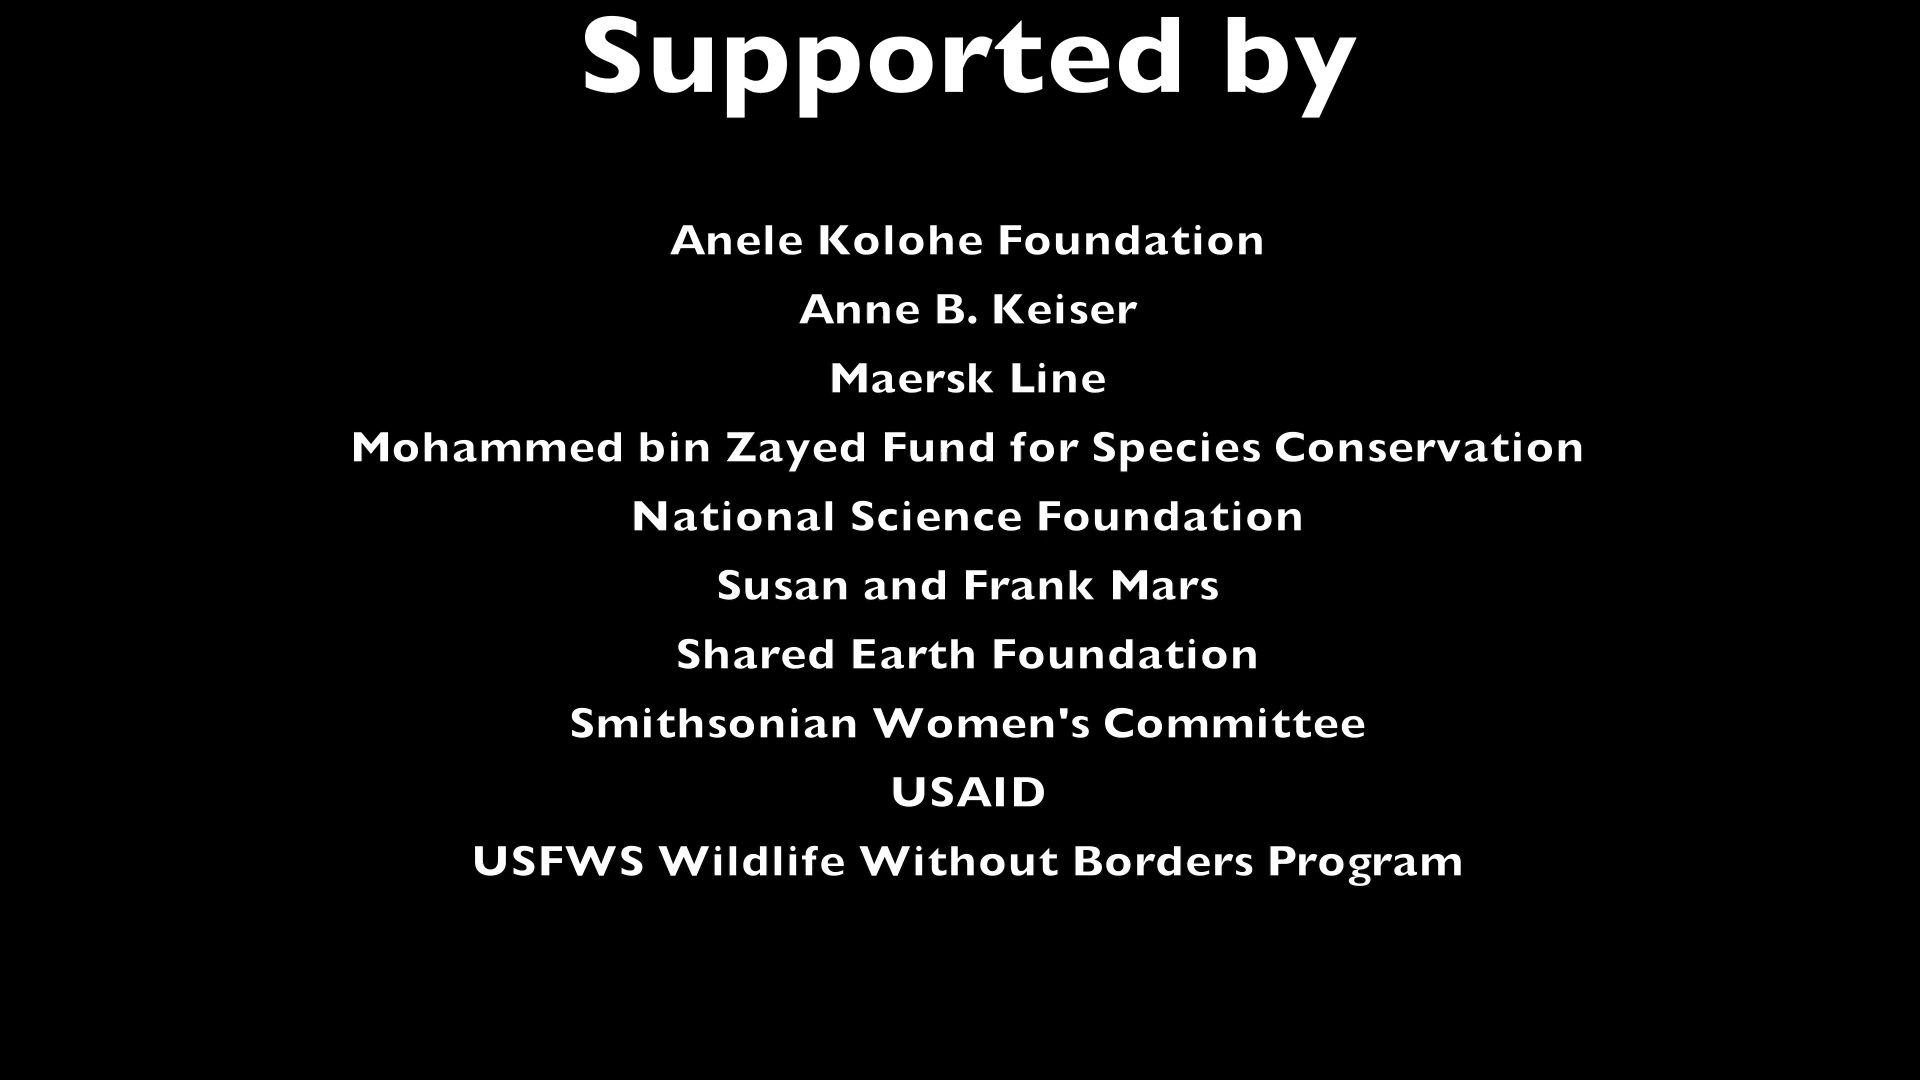 Supported by
Anele Kolohe Foundation
Anne B. Keiser
Maersk Line
Mohammed bin Zayed Fund for Species Conservation
National Science Foundation
Susan and Frank Mars
Shared Earth Foundation
Smithsonian Women's Committee
USAID
USFWS Wildlife Without Borders Program